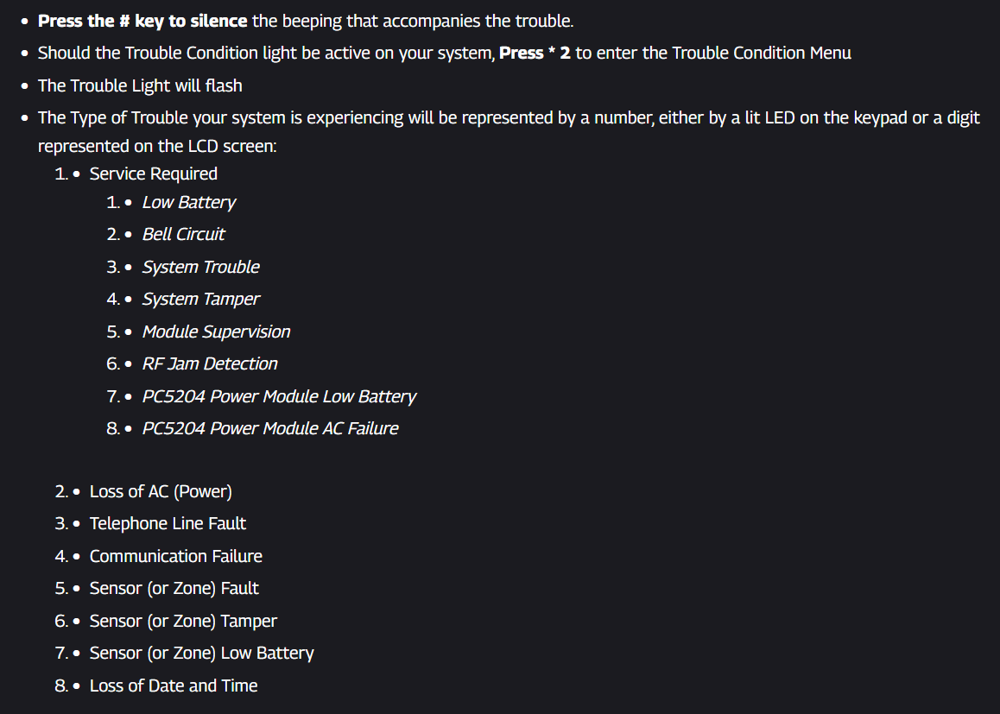 • Press the # key to silence the beeping that accompanies the trouble.
• Should the Trouble Condition light be active on your system, Press * 2 to enter the Trouble Condition Menu
• The Trouble Light will flash
• The Type of Trouble your system is experiencing will be represented by a number, either by a lit LED on the keypad or a digit
represented on the LCD screen:
1. • Service Required
1. • Low Battery
2. • Bell Circuit
3. • System Trouble
4. • System Tamper
5. • Module Supervision
6. • RF Jam Detection
7. • PC5204 Power Module Low Battery
8. • PC5204 Power Module AC Failure
2. • Loss of AC (Power)
3. • Telephone Line Fault
4. • Communication Failure
5. • Sensor (or Zone) Fault
6. • Sensor (or Zone) Tamper
7. • Sensor (or Zone) Low Battery
8. • Loss of Date and Time